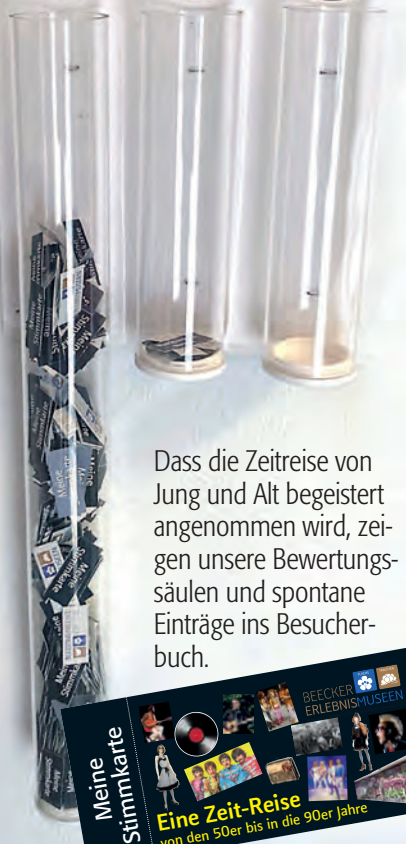 Dass die Zeitreise von
Jung und Alt begeistert
angenommen wird, zei-
gen unsere Bewertungs-
säulen und spontane
Einträge ins Besucher-
buch.
Meine
Stimmkarte
BEECKER
ERLEBNISMUSEEN
Eine Zeit-Reise
von den 50er bis in die 90er Jahre